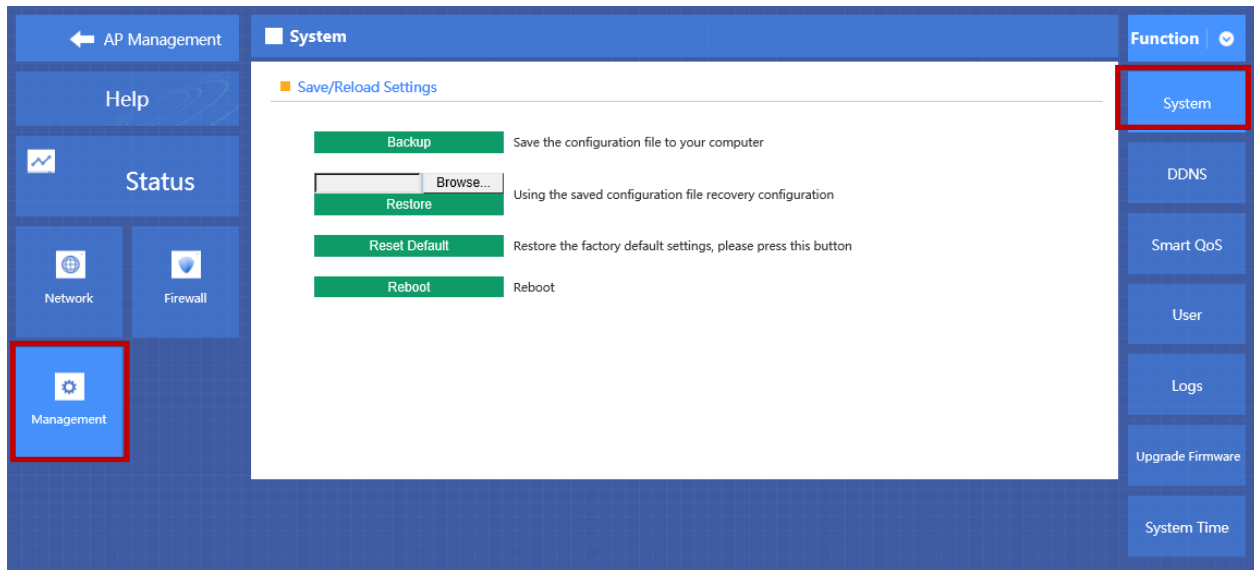 AP Management
Help
Status
Network
Firewall
Management
System
Save/Reload Settings
Backup
Save the configuration file to your computer
Browse...
Using the saved configuration file recovery configuration
Restore
Reset Default
Restore the factory default settings, please press this button
Reboot
Reboot
Function
System
DDNS
Smart QoS
User
Logs
Upgrade Firmware
System Time